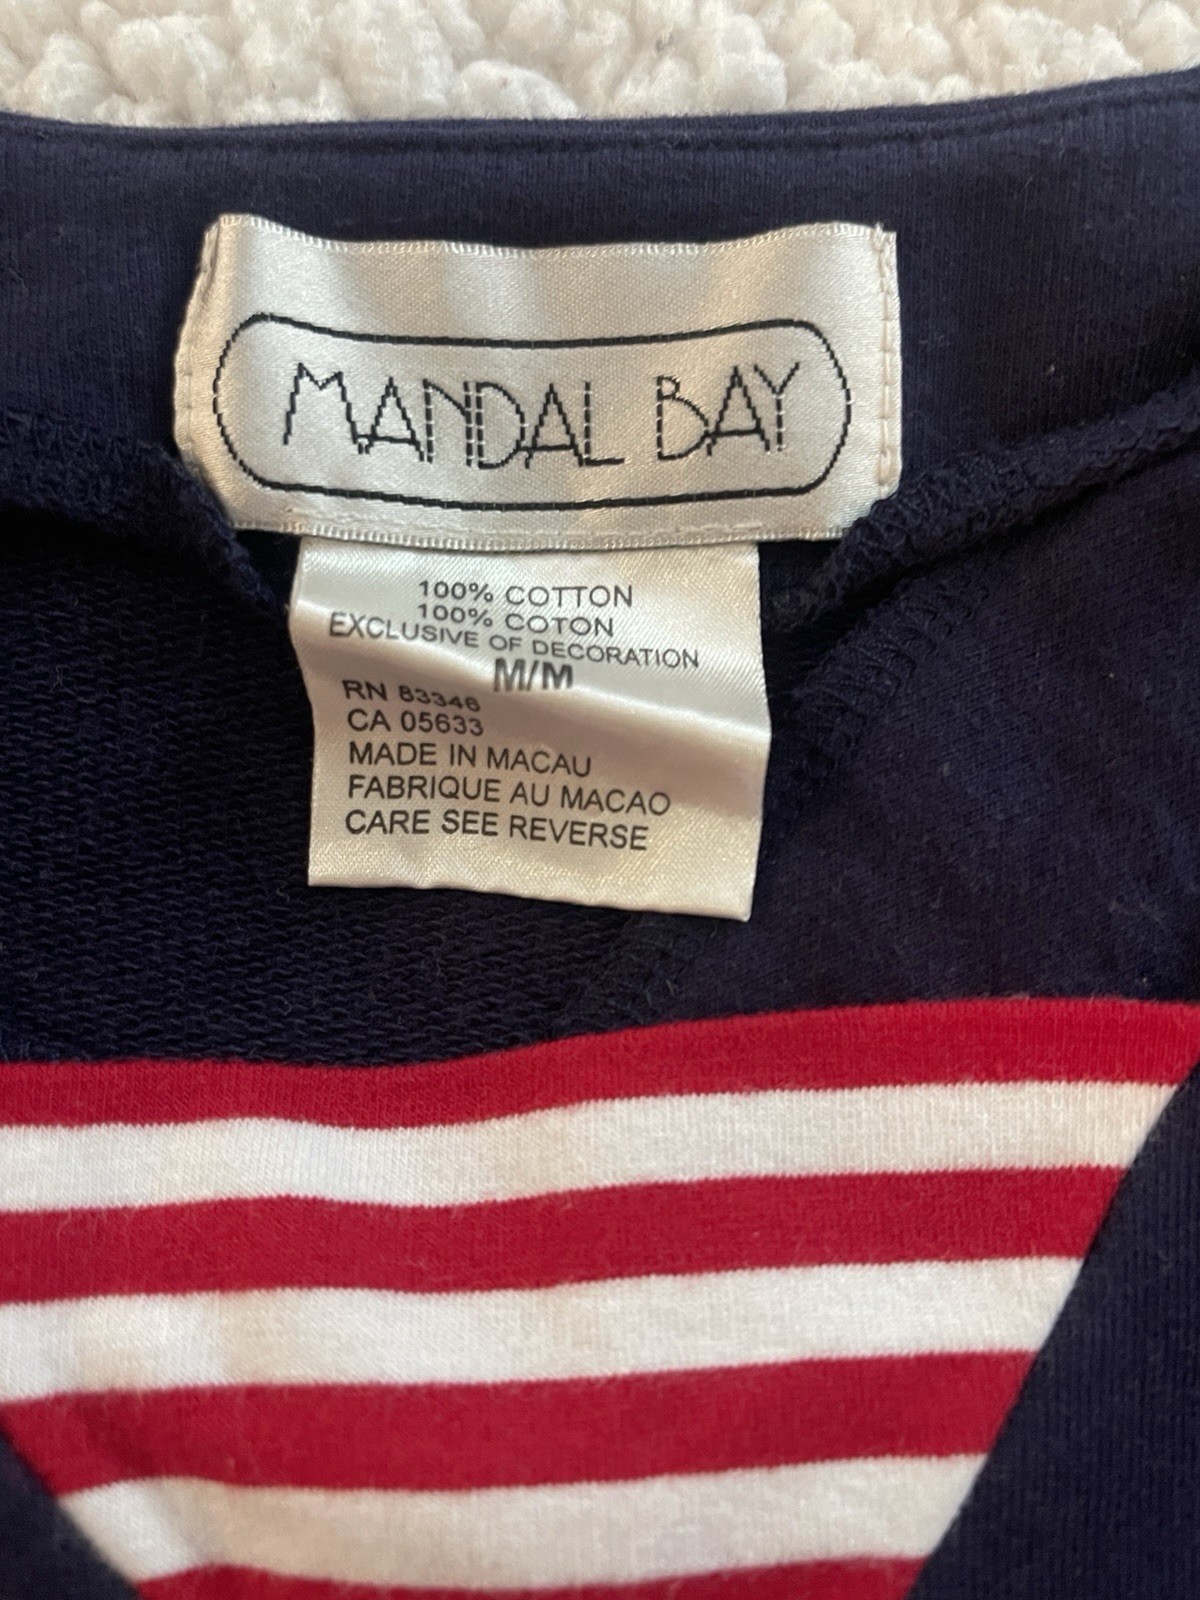 MANDAL BAY
100% COTTON
100% COTON
EXCLUSIVE OF DECORATION
M/M
RN 83346
CA 05633
MADE IN MACAU
FABRIQUE AU MACAO
CARE SEE REVERSE